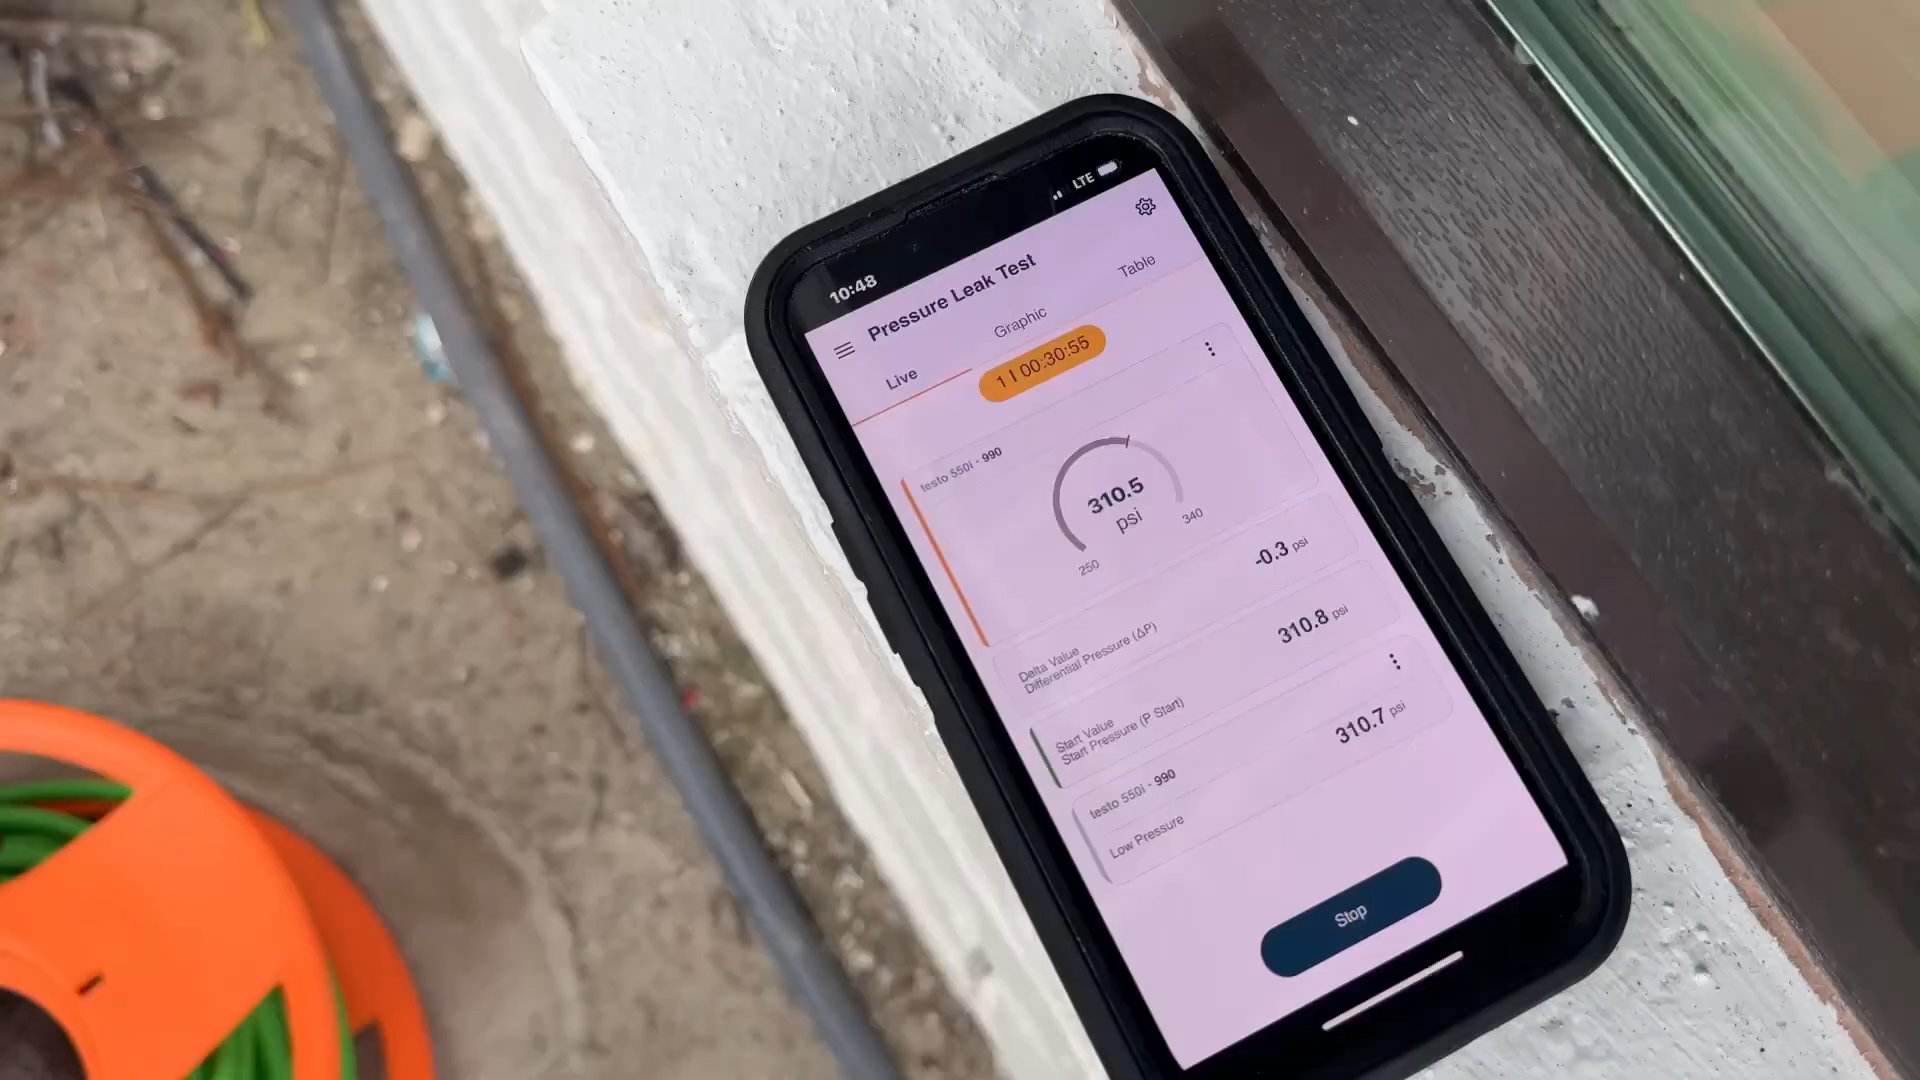 10:48
LTE
Pressure Leak Test
Live
Graphic
Table
1 I 00:30:55
testo 550i - 990
310.5
psi
250
340
Delta Value
Differential Pressure (ΔP)
-0.3 psi
Start Value
Start Pressure (P Start)
310.8 psi
testo 550i - 990
Low Pressure
310.7 psi
Stop